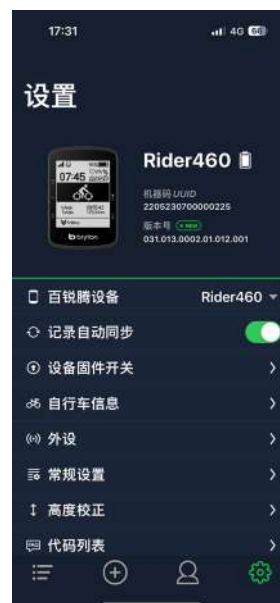 17:31
4G 66
设置
07:45
bryton
Rider460
机器码 UUID
2205230700000225
版本号 NEW
031.013.0002.01.012.001
百锐腾设备 Rider460
记录自动同步
设备固件开关
自行车信息
外设
常规设置
高度校正
代码列表